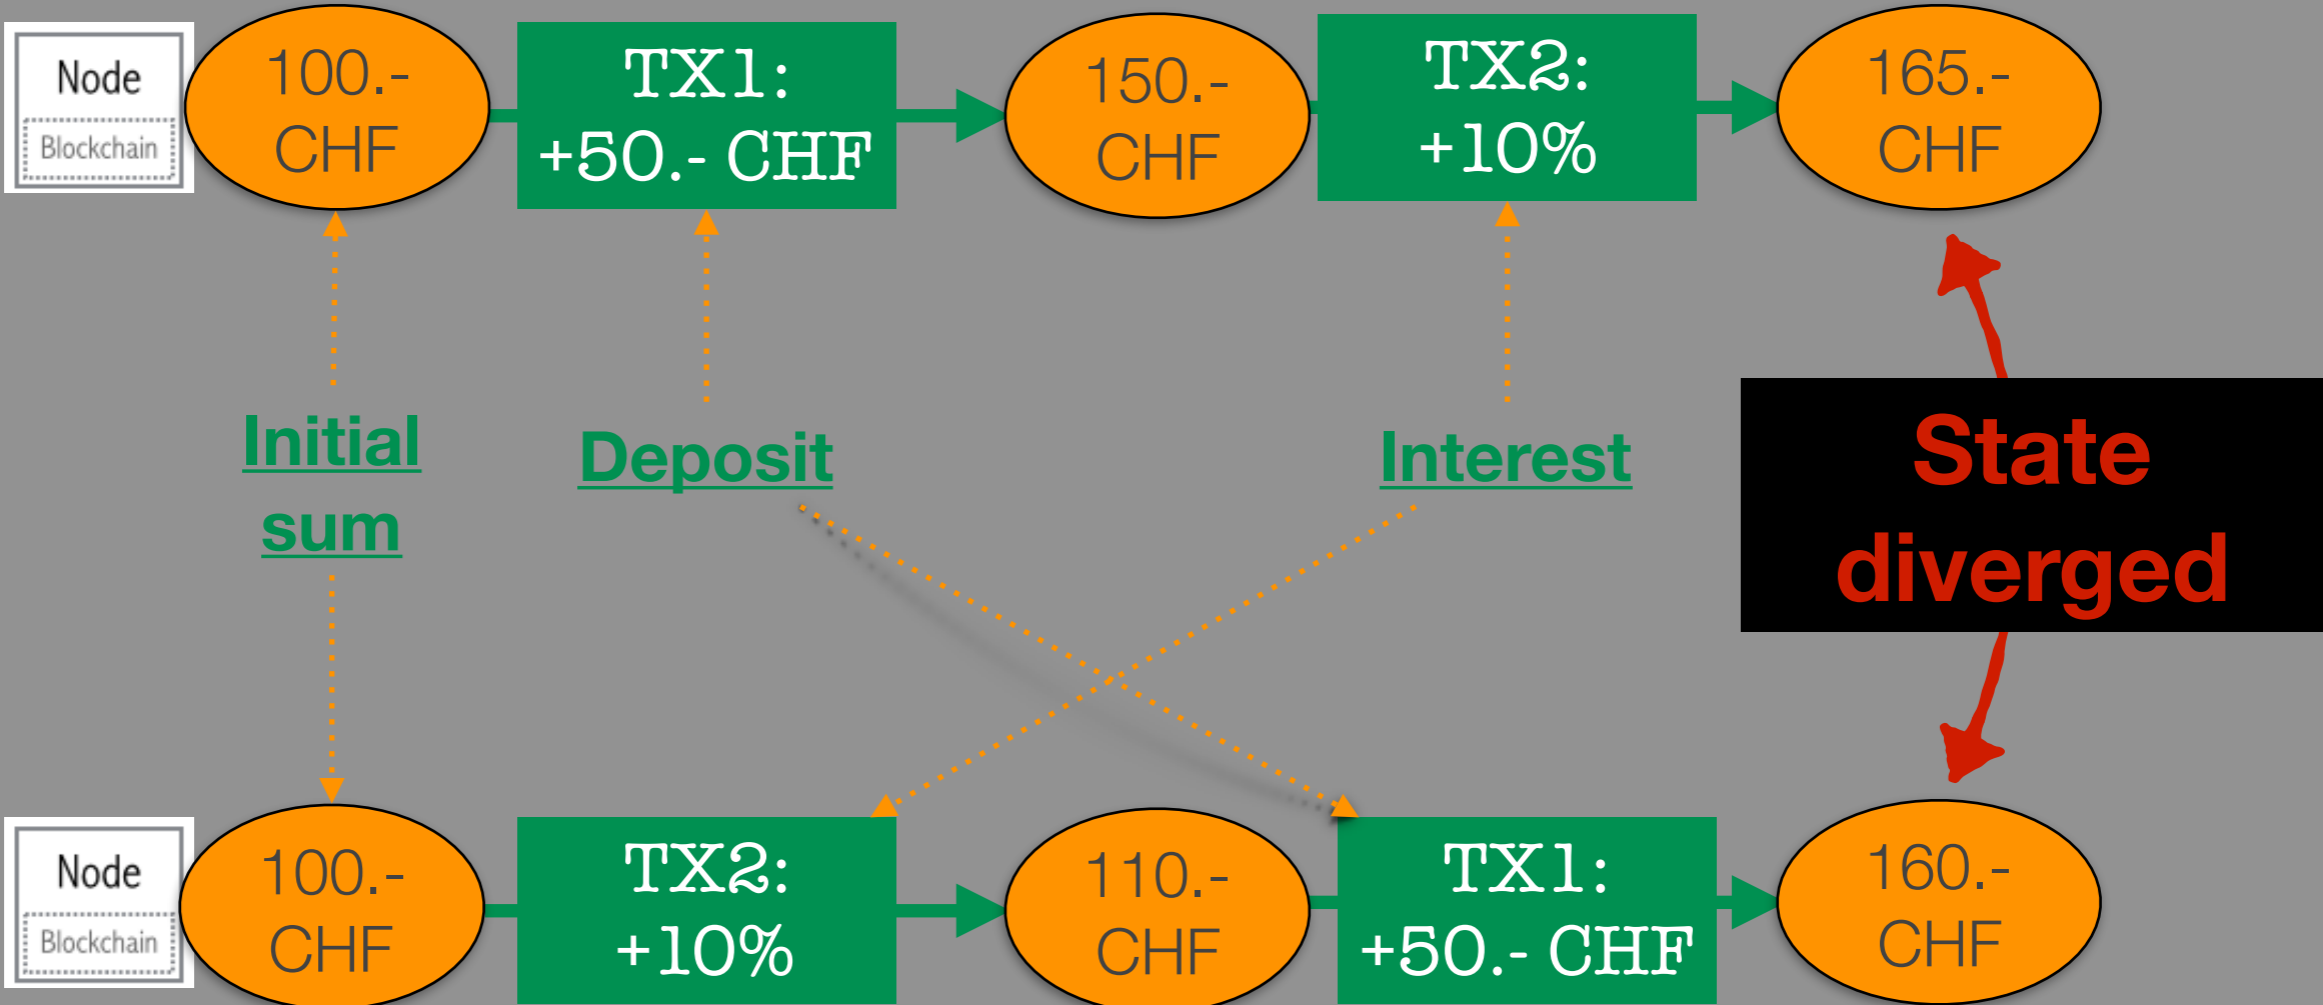 Node
Blockchain
100.-
CHF
TX1:
+50.- CHF
150.-
CHF
TX2:
+10%
165.-
CHF
Initial
sum
Deposit
Interest
State
diverged
Node
Blockchain
100.-
CHF
TX2:
+10%
110.-
CHF
TX1:
+50.- CHF
160.-
CHF